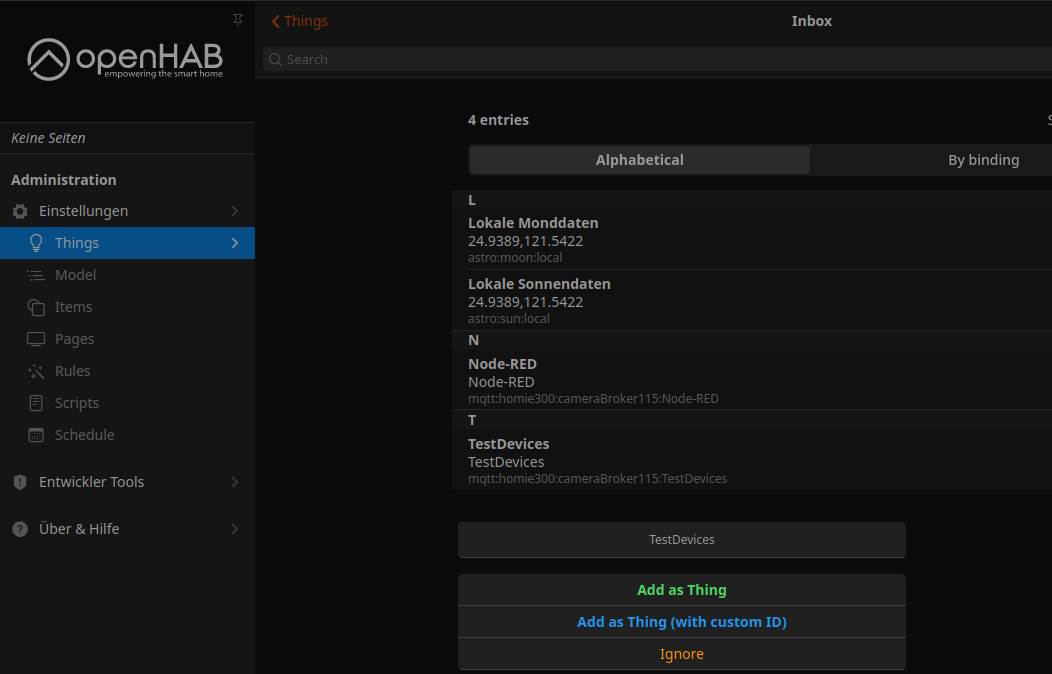 openHAB
empowering the smart home
Keine Seiten
Administration
Einstellungen
Things
Model
Items
Pages
Rules
Scripts
Schedule
Entwickler Tools
Über & Hilfe
Things
Inbox
Search
4 entries
Alphabetical
By binding
L
Lokale Monddaten
24.9389,121.5422
astro:moon:local
Lokale Sonnendaten
24.9389,121.5422
astro:sun:local
N
Node-RED
Node-RED
mqtt:homie300:cameraBroker115:Node-RED
T
TestDevices
TestDevices
mqtt:homie300:cameraBroker115:TestDevices
TestDevices
Add as Thing
Add as Thing (with custom ID)
Ignore